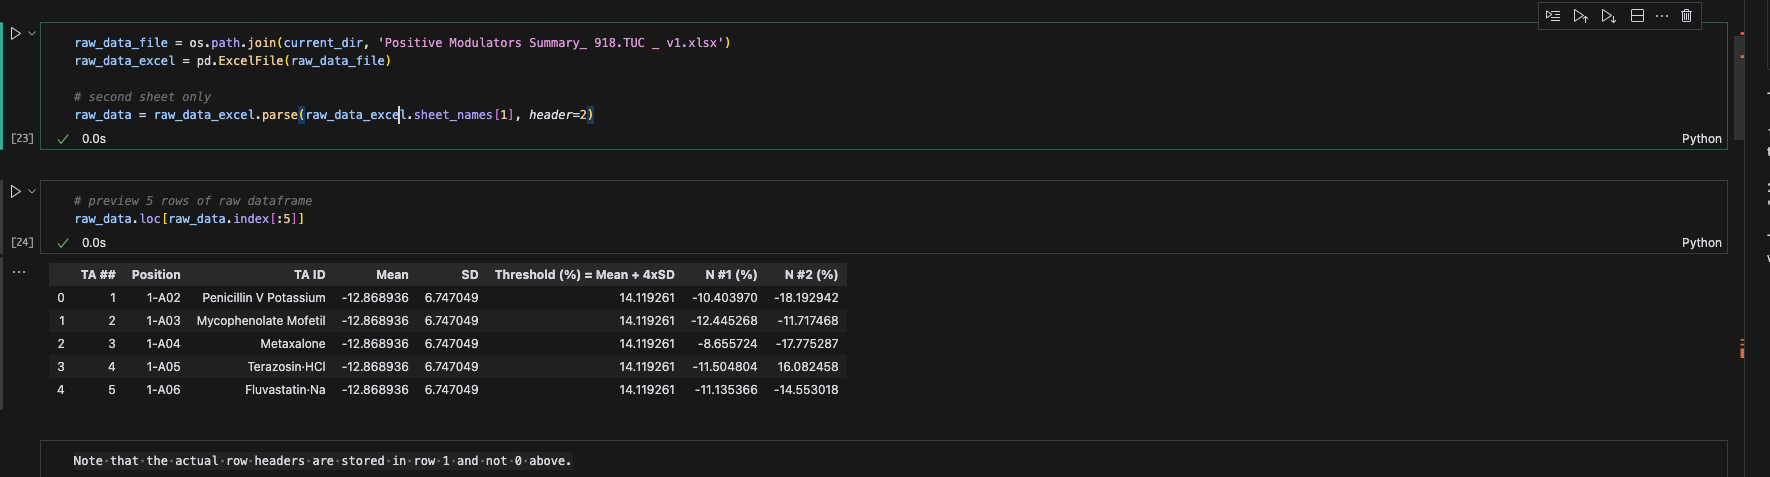 raw_data_file = os.path.join(current_dir, 'Positive Modulators Summary_ 918.TUC _ v1.xlsx')
raw_data_excel = pd.ExcelFile(raw_data_file)
# second sheet only
raw_data = raw_data_excel.parse(raw_data_excel.sheet_names[1], header=2)
[23] 0.0s Python
# preview 5 rows of raw dataframe
raw_data.loc[raw_data.index[:5]]
[24] 0.0s Python
TA ## Position TA ID Mean SD Threshold (%) = Mean + 4xSD N #1 (%) N #2 (%)
0 1 1-A02 Penicillin V Potassium -12.868936 6.747049 14.119261 -10.403970 -18.192942
1 2 1-A03 Mycophenolate Mofetil -12.868936 6.747049 14.119261 -12.445268 -11.717468
2 3 1-A04 Metaxalone -12.868936 6.747049 14.119261 -8.655724 -17.775287
3 4 1-A05 Terazosin·HCl -12.868936 6.747049 14.119261 -11.504804 16.082458
4 5 1-A06 Fluvastatin·Na -12.868936 6.747049 14.119261 -11.135366 -14.553018
Note·that·the·actual·row·headers·are·stored·in·row·1·and·not·0·above.